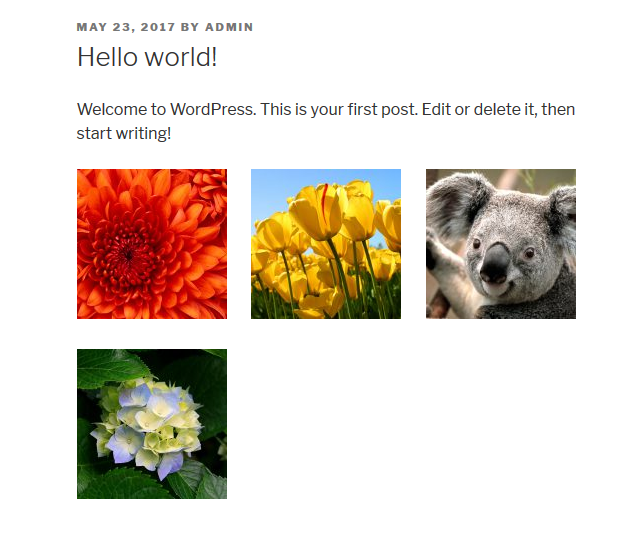 MAY 23, 2017 BY ADMIN
Hello world!
Welcome to WordPress. This is your first post. Edit or delete it, then
start writing!